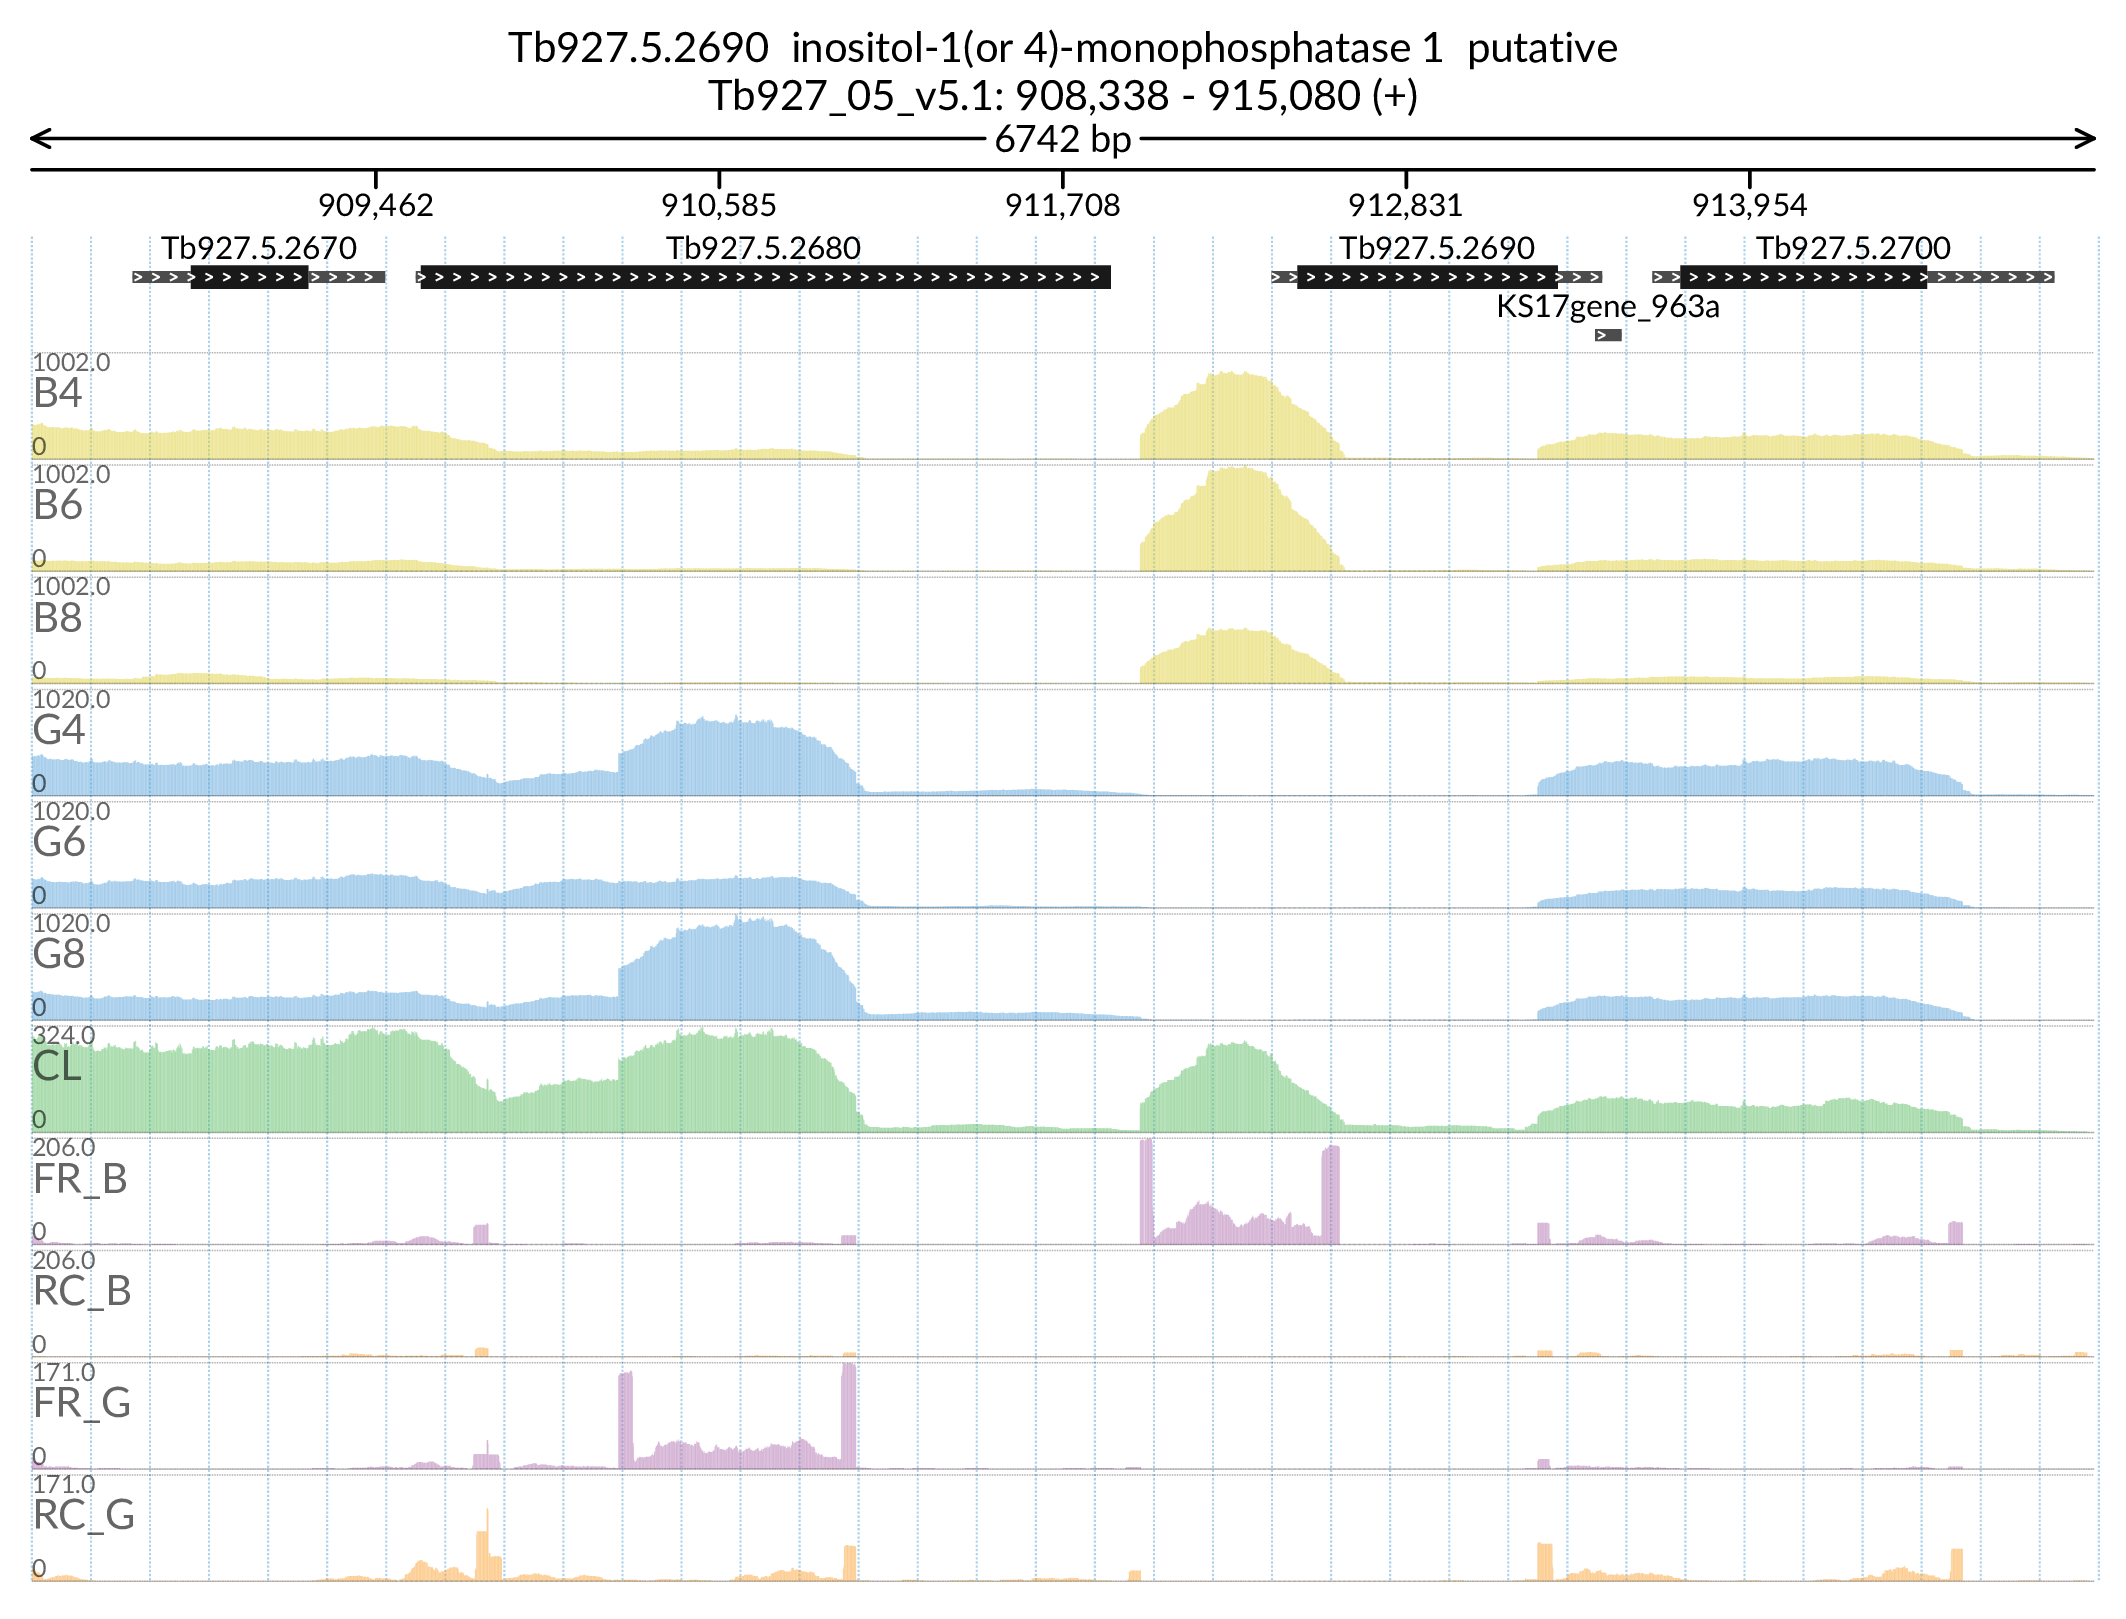 Tb927.5.2690 inositol-1(or 4)-monophosphatase 1 putative
Tb927_05_v5.1: 908,338 - 915,080 (+)
6742 bp
909,462 910,585 911,708 912,831 913,954
Tb927.5.2670 Tb927.5.2680 Tb927.5.2690 Tb927.5.2700
KS17gene_963a
1002.0
B4
0
1002.0
B6
0
1002.0
B8
0
1020.0
G4
0
1020.0
G6
0
1020.0
G8
0
324.0
CL
0
206.0
FR_B
0
206.0
RC_B
0
171.0
FR_G
0
171.0
RC_G
0